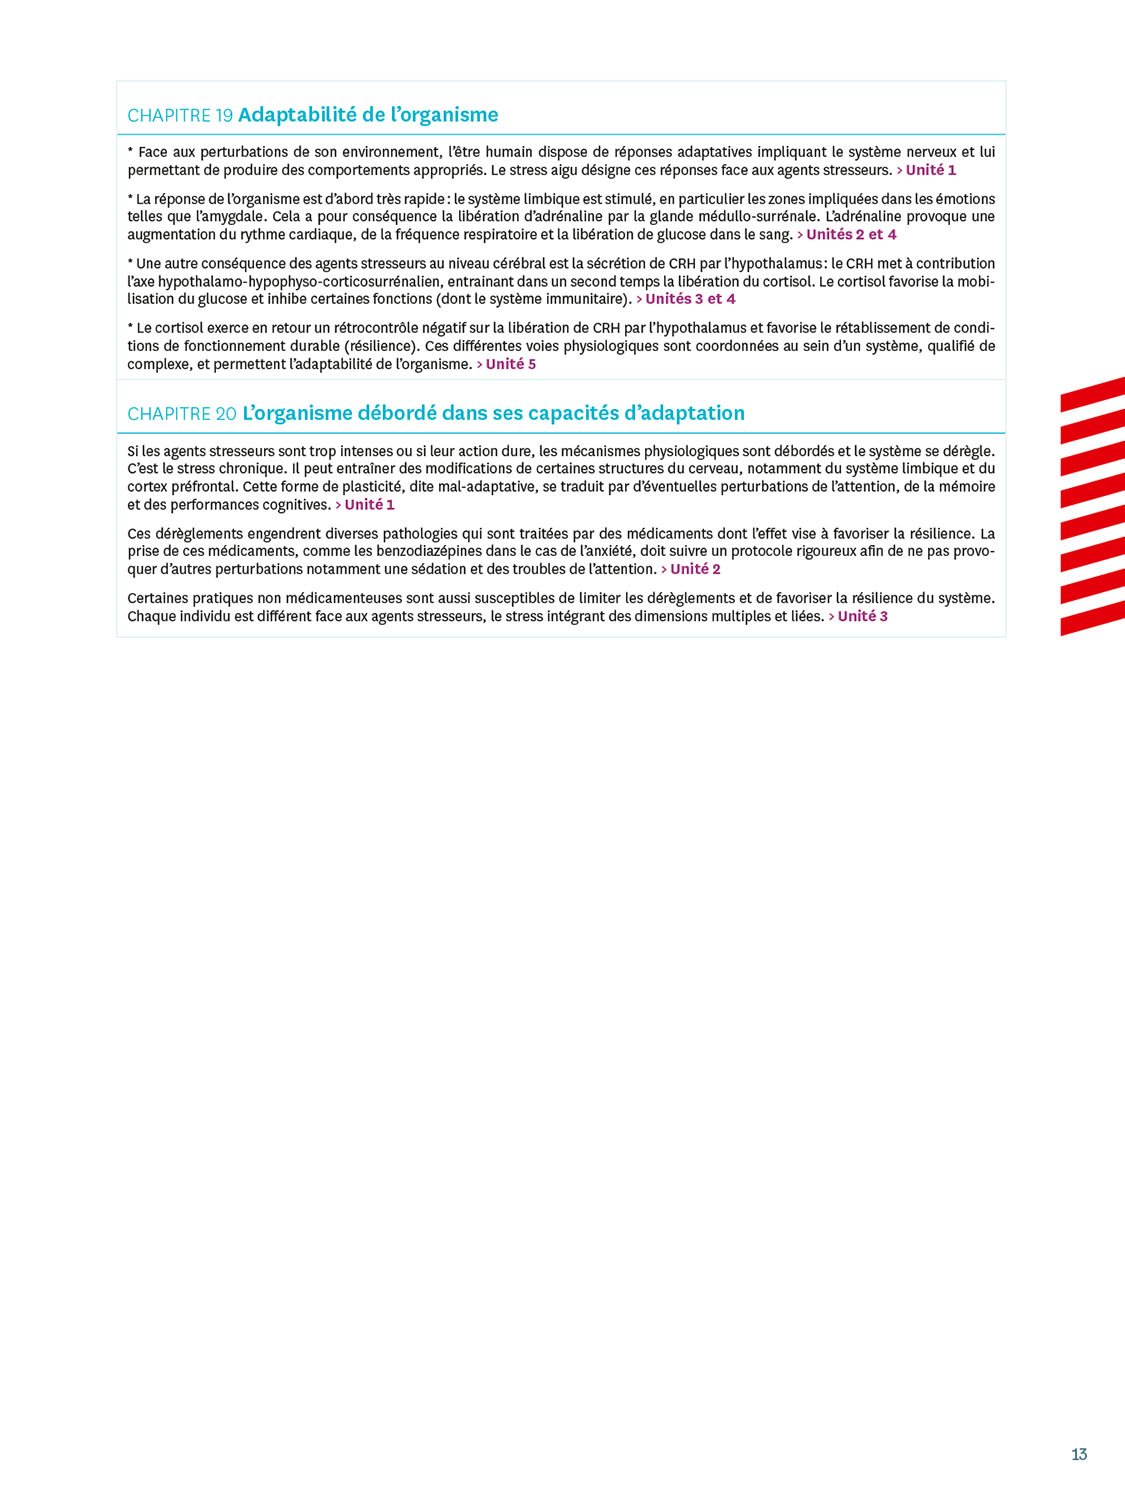 CHAPITRE 19 Adaptabilité de l’organisme
* Face aux perturbations de son environnement, l’être humain dispose de réponses adaptatives impliquant le système nerveux et lui
permettant de produire des comportements appropriés. Le stress aigu désigne ces réponses face aux agents stresseurs. > Unité 1
* La réponse de l’organisme est d’abord très rapide : le système limbique est stimulé, en particulier les zones impliquées dans les émotions
telles que l’amygdale. Cela a pour conséquence la libération d’adrénaline par la glande médullo-surrénale. L’adrénaline provoque une
augmentation du rythme cardiaque, de la fréquence respiratoire et la libération de glucose dans le sang. > Unités 2 et 4
* Une autre conséquence des agents stresseurs au niveau cérébral est la sécrétion de CRH par l’hypothalamus : le CRH met à contribution
l’axe hypothalamo-hypophyso-corticosurrénalien, entrainant dans un second temps la libération du cortisol. Le cortisol favorise la mobi-
lisation du glucose et inhibe certaines fonctions (dont le système immunitaire). > Unités 3 et 4
* Le cortisol exerce en retour un rétrocontrôle négatif sur la libération de CRH par l’hypothalamus et favorise le rétablissement de condi-
tions de fonctionnement durable (résilience). Ces différentes voies physiologiques sont coordonnées au sein d’un système, qualifié de
complexe, et permettent l’adaptabilité de l’organisme. > Unité 5
CHAPITRE 20 L’organisme débordé dans ses capacités d’adaptation
Si les agents stresseurs sont trop intenses ou si leur action dure, les mécanismes physiologiques sont débordés et le système se dérègle.
C’est le stress chronique. Il peut entraîner des modifications de certaines structures du cerveau, notamment du système limbique et du
cortex préfrontal. Cette forme de plasticité, dite mal-adaptative, se traduit par d’éventuelles perturbations de l’attention, de la mémoire
et des performances cognitives. > Unité 1
Ces dérèglements engendrent diverses pathologies qui sont traitées par des médicaments dont l’effet vise à favoriser la résilience. La
prise de ces médicaments, comme les benzodiazépines dans le cas de l’anxiété, doit suivre un protocole rigoureux afin de ne pas provo-
quer d’autres perturbations notamment une sédation et des troubles de l’attention. > Unité 2
Certaines pratiques non médicamenteuses sont aussi susceptibles de limiter les dérèglements et de favoriser la résilience du système.
Chaque individu est différent face aux agents stresseurs, le stress intégrant des dimensions multiples et liées. > Unité 3
13